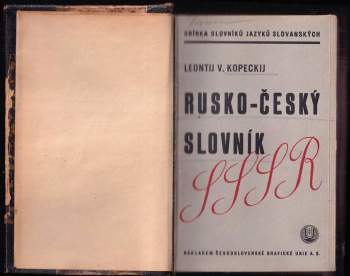 SBÍRKA SLOVNÍKŮ JAZYKŮ SLOVANSKÝCH
LEONTIJ V. KOPECKIJ
RUSKO-ČESKÝ
SLOVNÍK
SSSR
NÁKLADEM ČESKOSLOVENSKÉ GRAFICKÉ UNIE A. S.